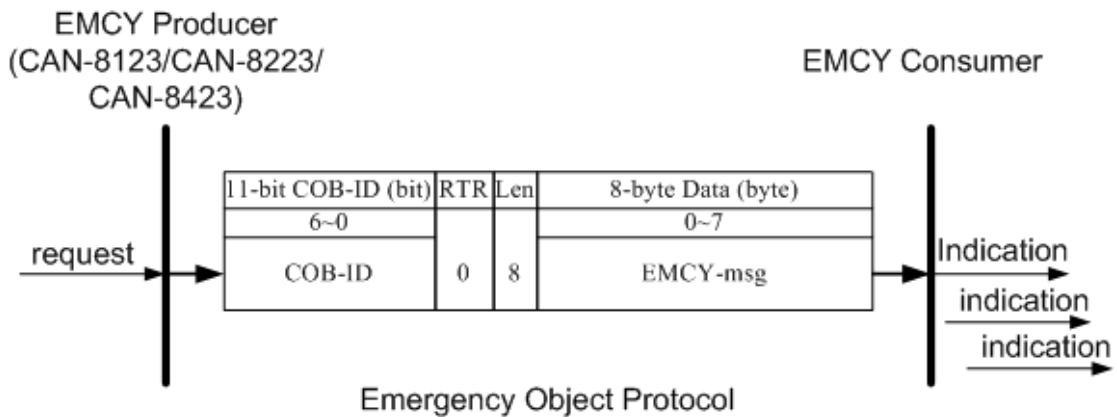 EMCY Producer
(CAN-8123/CAN-8223/
CAN-8423)
EMCY Consumer
11-bit COB-ID (bit) RTR Len 8-byte Data (byte)
6~0 0~7
request
COB-ID 0 8 EMCY-msg
Indication
indication
indication
Emergency Object Protocol